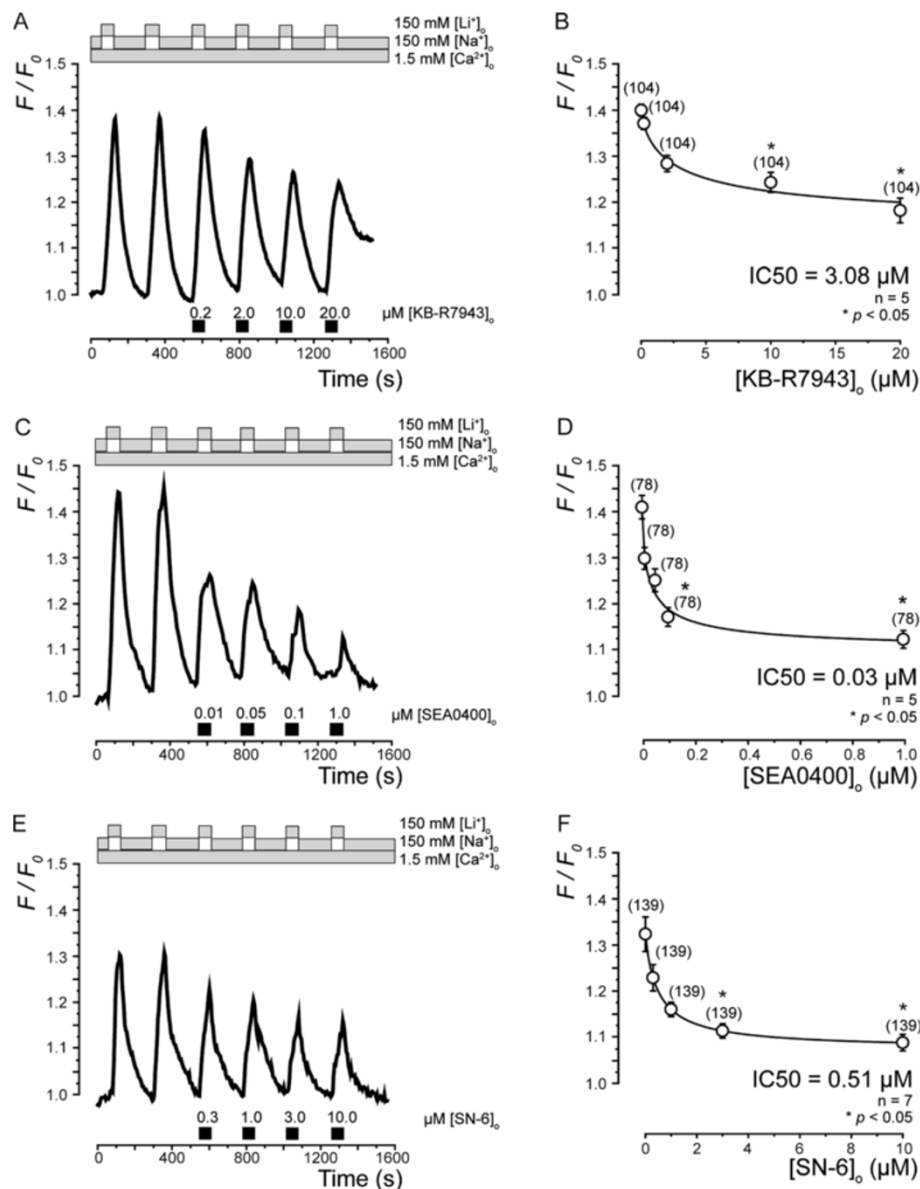 A
150 mM [Li⁺]ₒ
150 mM [Na⁺]ₒ
1.5 mM [Ca²⁺]ₒ
F / F₀
1.5
1.4
1.3
1.2
1.1
1.0
0.2 2.0 10.0 20.0
µM [KB-R7943]ₒ
0 400 800 1200 1600
Time (s)
B
F / F₀
1.5
1.4
1.3
1.2
1.1
1.0
(104)
(104)
(104)
*
(104)
*
(104)
IC50 = 3.08 µM
n = 5
* p < 0.05
0 5 10 15 20
[KB-R7943]ₒ (µM)
C
150 mM [Li⁺]ₒ
150 mM [Na⁺]ₒ
1.5 mM [Ca²⁺]ₒ
F / F₀
1.5
1.4
1.3
1.2
1.1
1.0
0.01 0.05 0.1 1.0
µM [SEA0400]ₒ
0 400 800 1200 1600
Time (s)
D
F / F₀
1.5
1.4
1.3
1.2
1.1
1.0
(78)
(78)
(78)
*
(78)
*
(78)
IC50 = 0.03 µM
n = 5
* p < 0.05
0 0.2 0.4 0.6 0.8 1.0
[SEA0400]ₒ (µM)
E
150 mM [Li⁺]ₒ
150 mM [Na⁺]ₒ
1.5 mM [Ca²⁺]ₒ
F / F₀
1.5
1.4
1.3
1.2
1.1
1.0
0.3 1.0 3.0 10.0
µM [SN-6]ₒ
0 400 800 1200 1600
Time (s)
F
F / F₀
1.5
1.4
1.3
1.2
1.1
1.0
(139)
(139)
(139)
*
(139)
*
(139)
IC50 = 0.51 µM
n = 7
* p < 0.05
0 2 4 6 8 10
[SN-6]ₒ (µM)